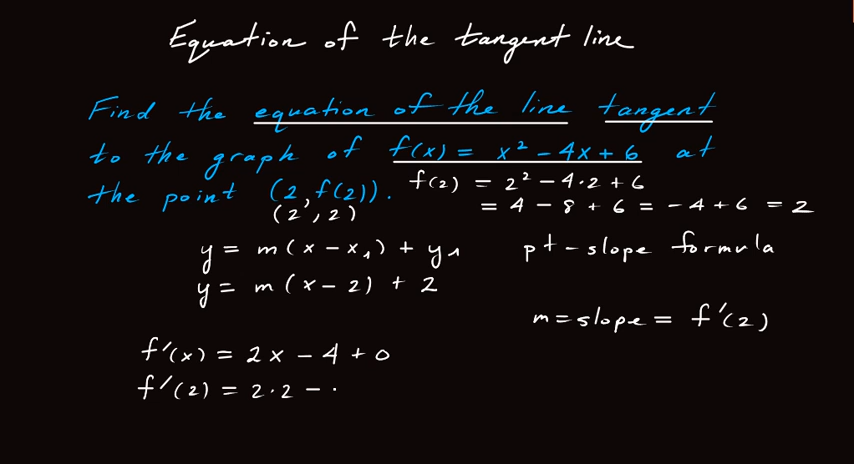 Equation of the tangent line
Find the equation of the line tangent
to the graph of f(x) = x² - 4x + 6 at
the point (2, f(2)). f(2) = 2² - 4·2 + 6
(2, 2) = 4 - 8 + 6 = -4 + 6 = 2
y = m(x - x₁) + y₁ pt-slope formula
y = m(x - 2) + 2
m = slope = f'(2)
f'(x) = 2x - 4 + 0
f'(2) = 2·2 -